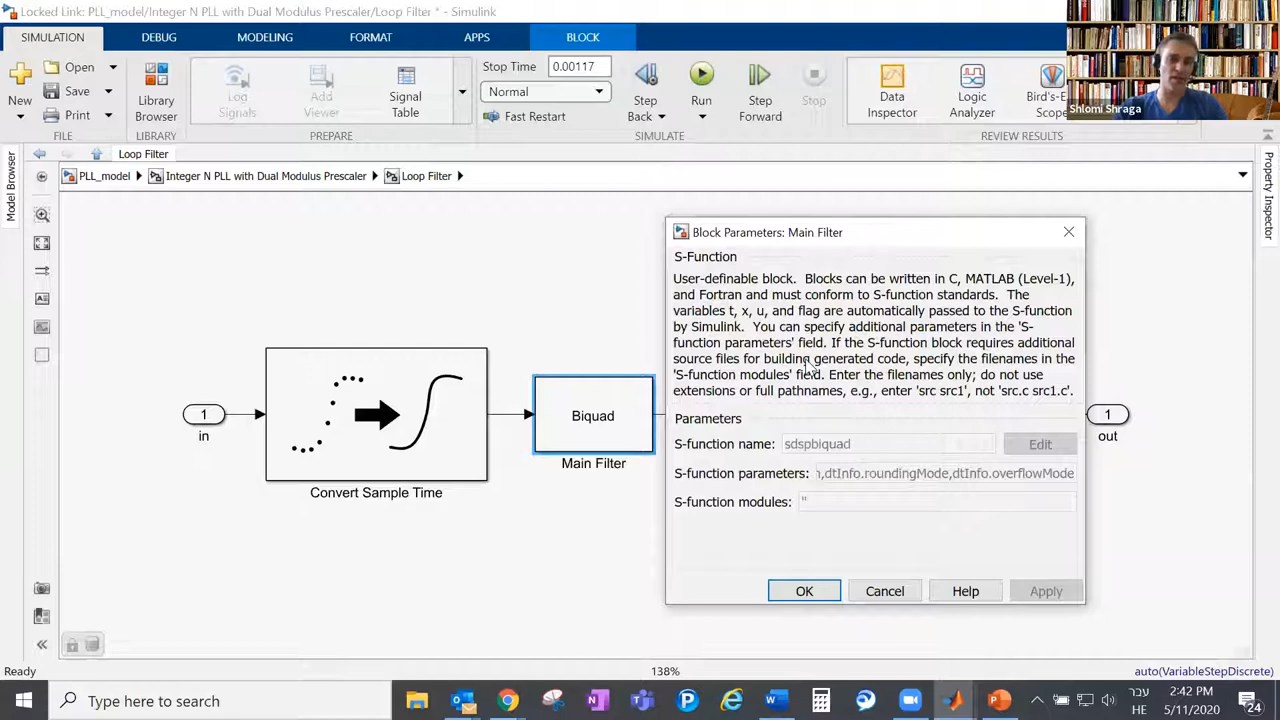 Locked Link: PLL_model/Integer N PLL with Dual Modulus Prescaler/Loop Filter * - Simulink
SIMULATION DEBUG MODELING FORMAT APPS BLOCK
New
Open
Save
Print
FILE
Library Browser
LIBRARY
Log Signals
Add Viewer
Signal Table
PREPARE
Stop Time 0.00117
Normal
Fast Restart
Step Back
Run
Step Forward
Stop
SIMULATE
Data Inspector
Logic Analyzer
Bird's-E
Scop
REVIEW RESULTS
Shlomi Shraga
Model Browser
Property Inspector
Loop Filter
PLL_model Integer N PLL with Dual Modulus Prescaler Loop Filter
1
in
Convert Sample Time
Biquad
Main Filter
1
out
Block Parameters: Main Filter
S-Function
User-definable block. Blocks can be written in C, MATLAB (Level-1),
and Fortran and must conform to S-function standards. The
variables t, x, u, and flag are automatically passed to the S-function
by Simulink. You can specify additional parameters in the 'S-
function parameters' field. If the S-function block requires additional
source files for building generated code, specify the filenames in the
'S-function modules' field. Enter the filenames only; do not use
extensions or full pathnames, e.g., enter 'src src1', not 'src.c src1.c'.
Parameters
S-function name: sdspbiquad Edit
S-function parameters: ),dtInfo.roundingMode,dtInfo.overflowMode
S-function modules: ''
OK Cancel Help Apply
Ready 138% auto(VariableStepDiscrete)
Type here to search
עבר
HE
2:42 PM
5/11/2020
24